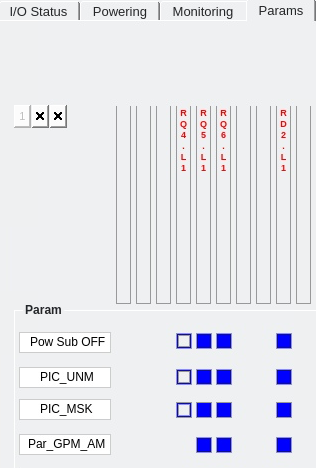 I/O Status Powering Monitoring Params
1
RQ4.L1 RQ5.L1 RQ6.L1 RD2.L1
Param
Pow Sub OFF
PIC_UNM
PIC_MSK
Par_GPM_AM